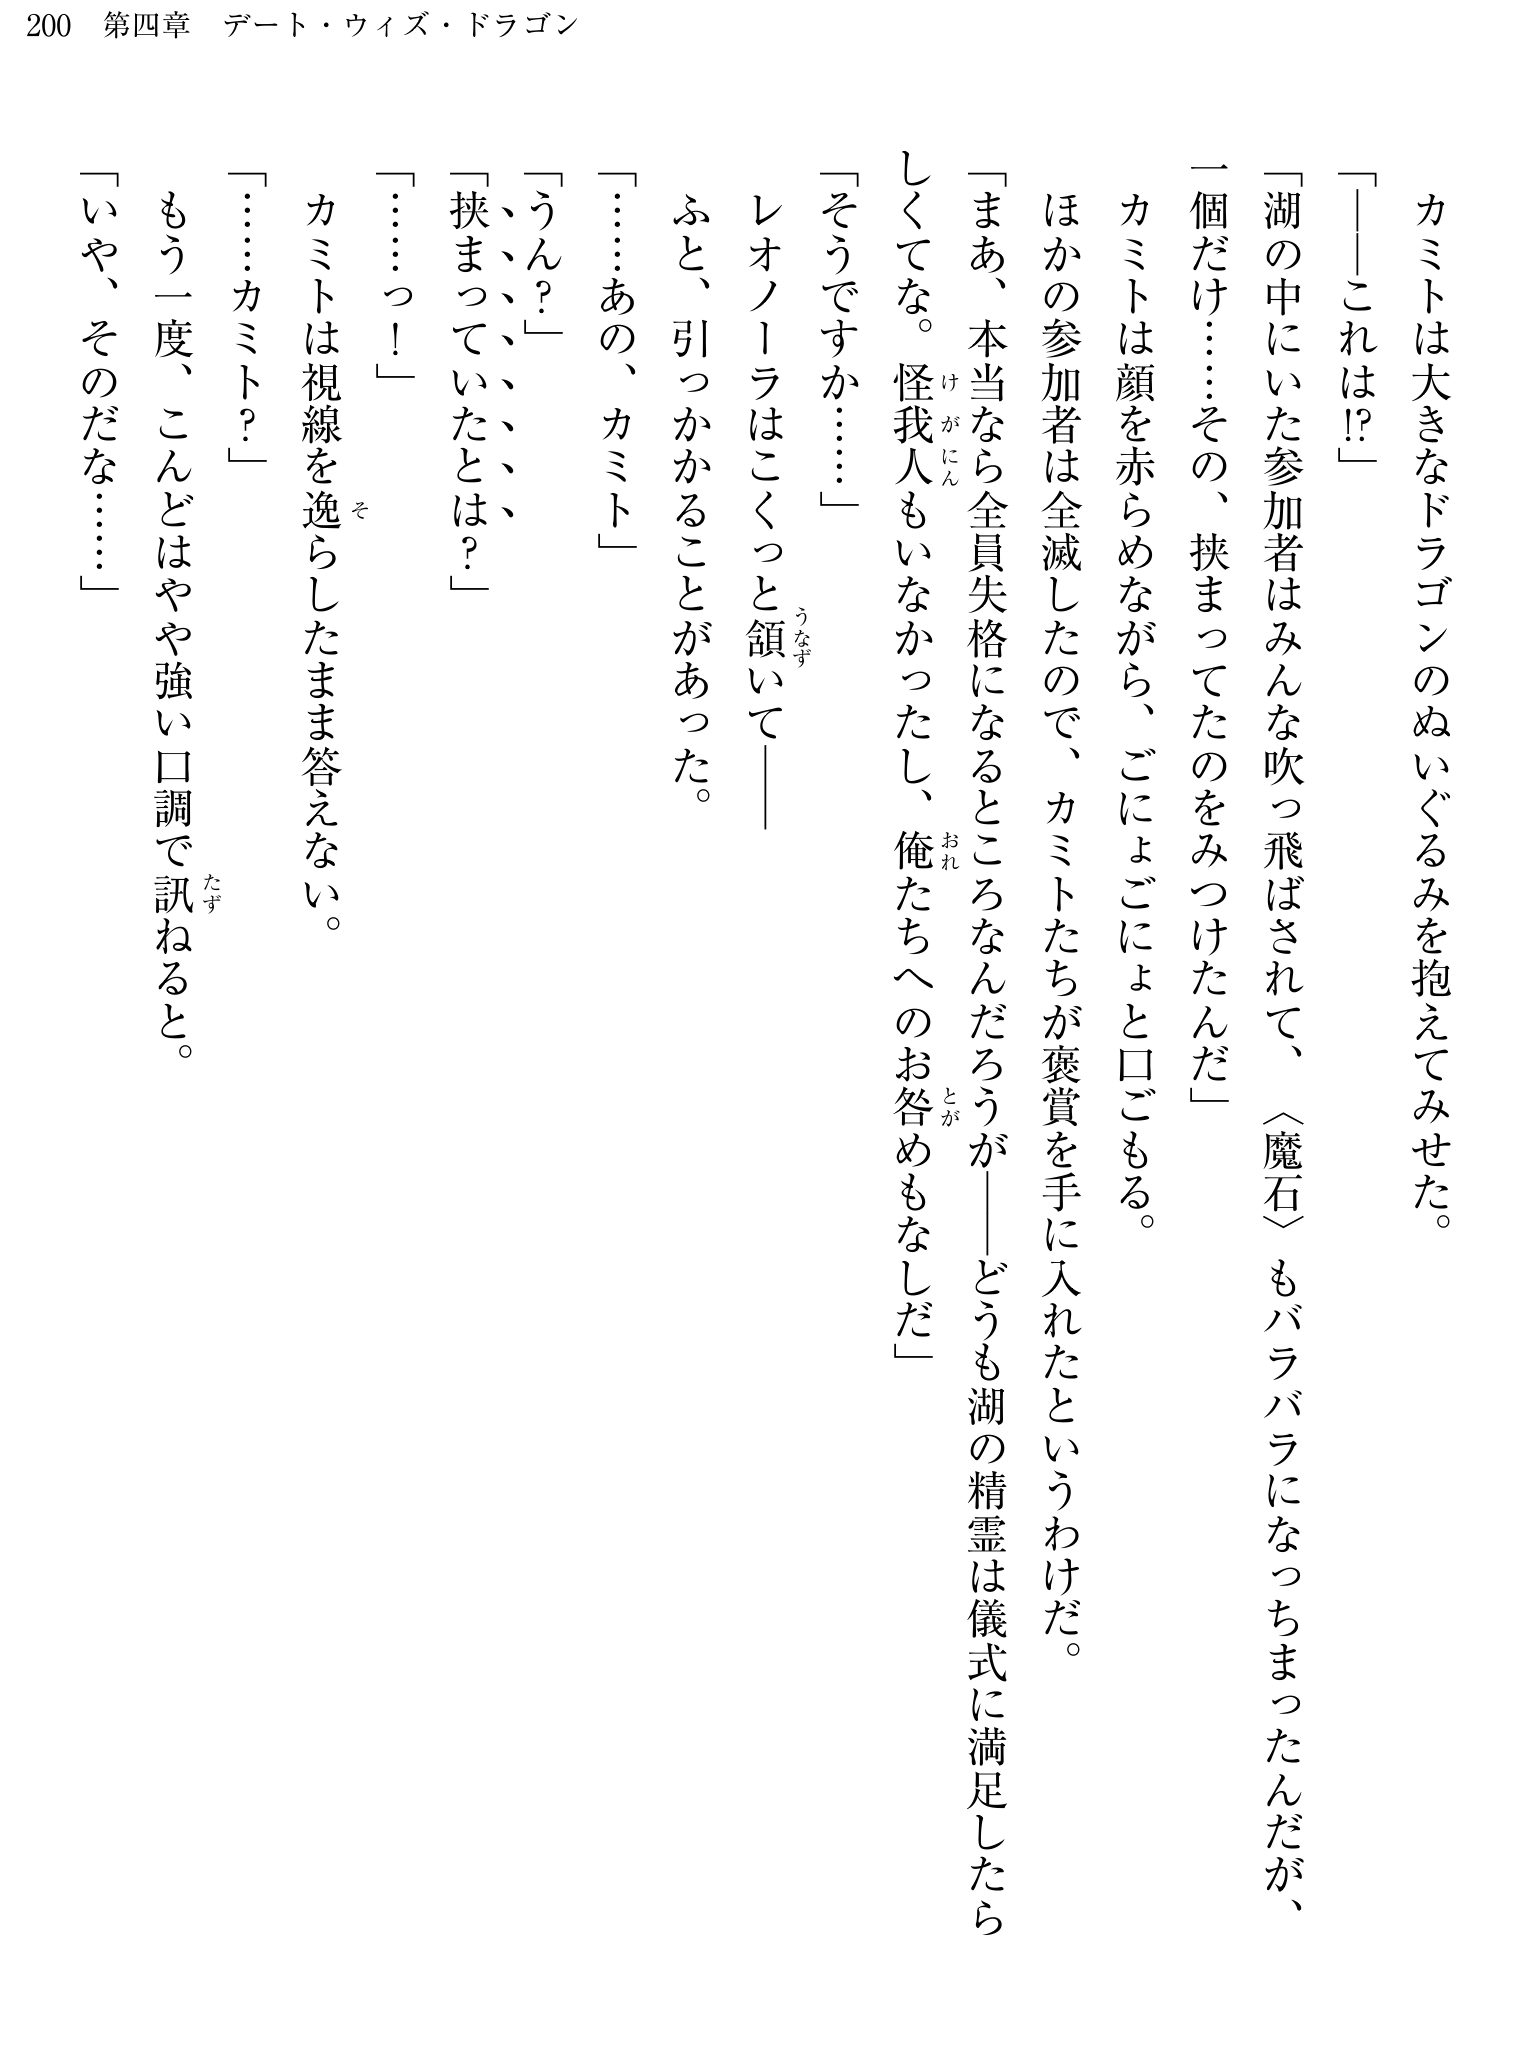 200　第四章　デート・ウィズ・ドラゴン
　カミトは大きなドラゴンのぬいぐるみを抱えてみせた。
「――これは!?」
「湖の中にいた参加者はみんな吹っ飛ばされて、〈魔石〉もバラバラになっちまったんだが、
一個だけ……その、挟まってたのをみつけたんだ」
　カミトは顔を赤らめながら、ごにょごにょと口ごもる。
　ほかの参加者は全滅したので、カミトたちが褒賞を手に入れたというわけだ。
「まあ、本当なら全員失格になるところなんだろうが――どうも湖の精霊は儀式に満足したら
しくてな。怪我人もいなかったし、俺たちへのお咎めもなしだ」
「そうですか……」
　レオノーラはこくっと頷いて――
　ふと、引っかかることがあった。
「……あの、カミト」
「うん？」
「挟まっていたとは？」
「……っ！」
　カミトは視線を逸らしたまま答えない。
「……カミト？」
　もう一度、こんどはやや強い口調で訊ねると。
「いや、そのだな……」